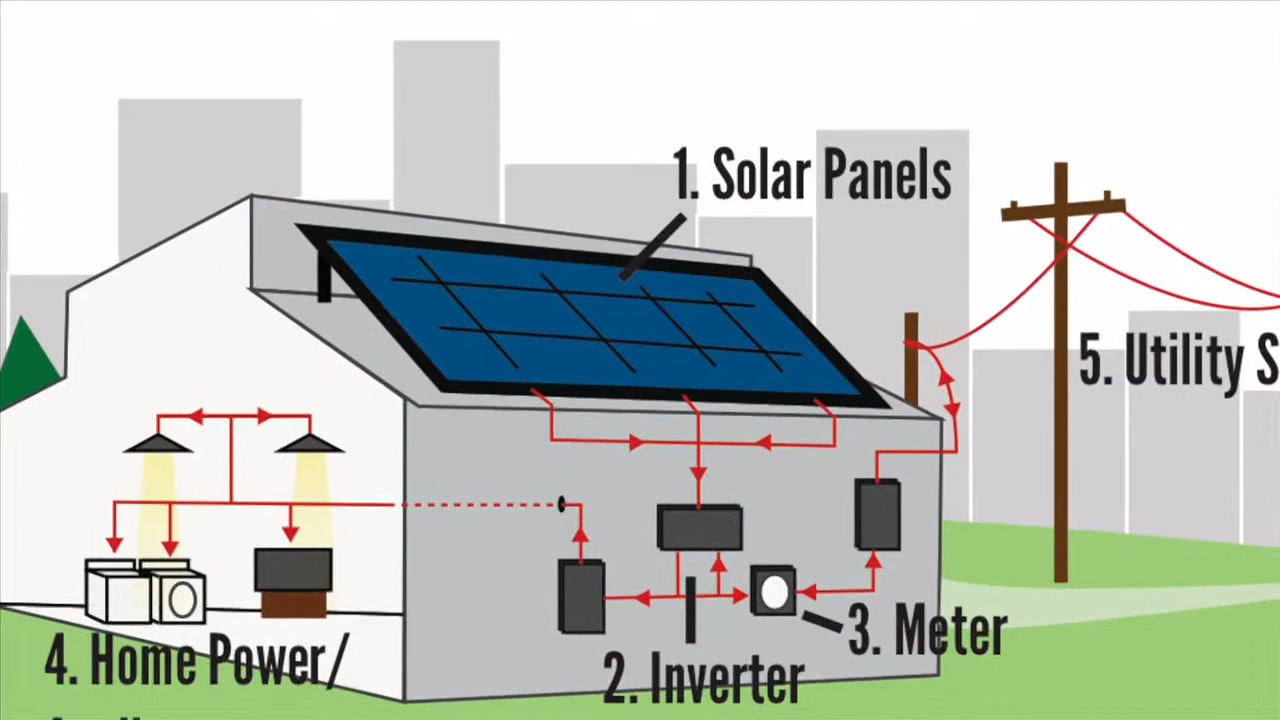 1. Solar Panels
5. Utility S
3. Meter
4. Home Power/
2. Inverter